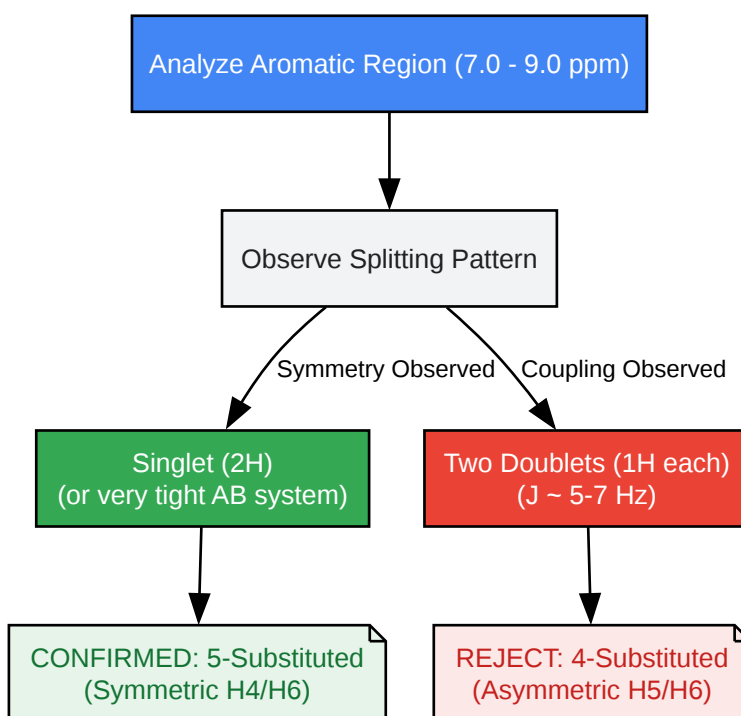 Analyze Aromatic Region (7.0 - 9.0 ppm)
Observe Splitting Pattern
Symmetry Observed
Coupling Observed
Singlet (2H)
(or very tight AB system)
Two Doublets (1H each)
(J ~ 5-7 Hz)
CONFIRMED: 5-Substituted
(Symmetric H4/H6)
REJECT: 4-Substituted
(Asymmetric H5/H6)